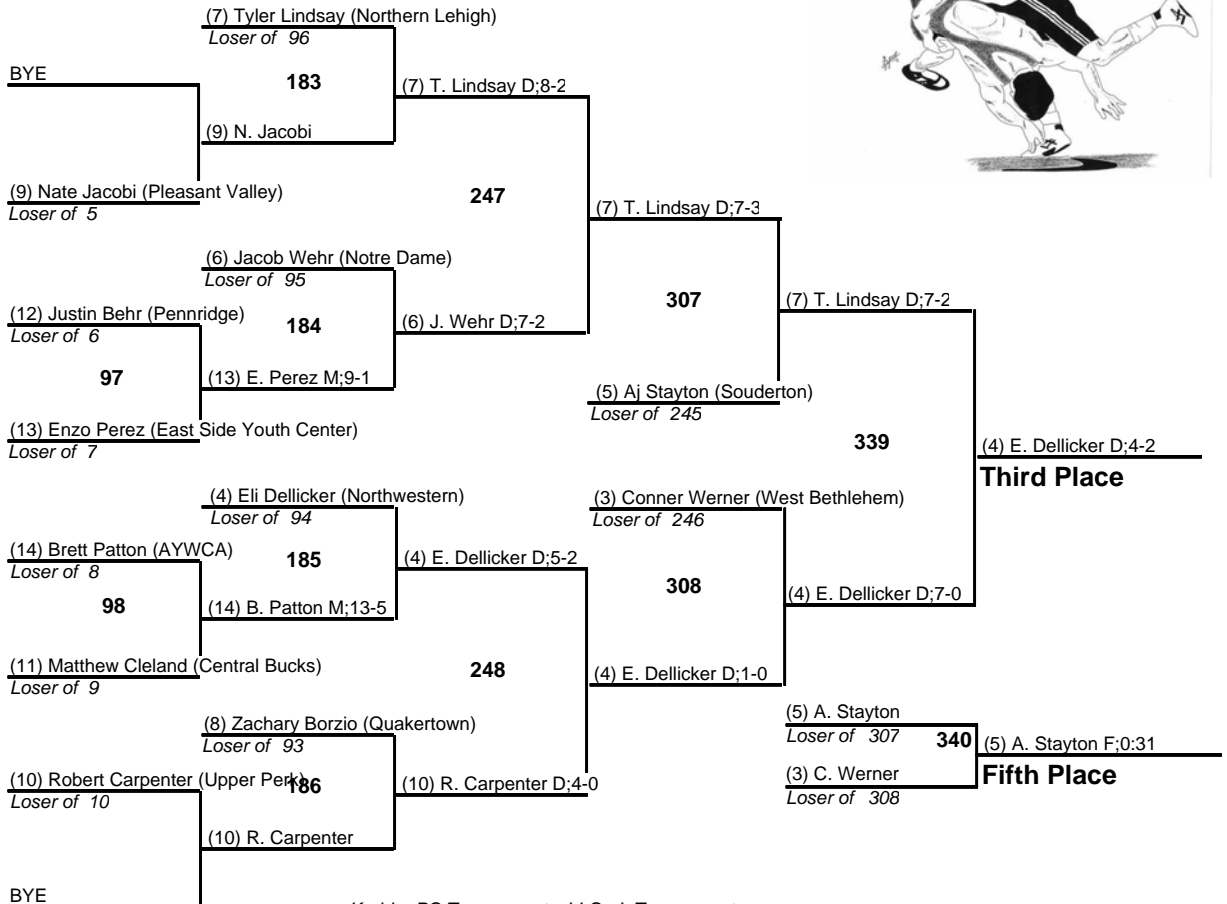 (7) Tyler Lindsay (Northern Lehigh)
Loser of 96
BYE
183
(7) T. Lindsay D;8-2
(9) N. Jacobi
(9) Nate Jacobi (Pleasant Valley)
Loser of 5
247
(7) T. Lindsay D;7-3
(6) Jacob Wehr (Notre Dame)
Loser of 95
(12) Justin Behr (Pennridge)
Loser of 6
184
(6) J. Wehr D;7-2
307
(7) T. Lindsay D;7-2
97
(13) E. Perez M;9-1
(5) Aj Stayton (Souderton)
Loser of 245
(13) Enzo Perez (East Side Youth Center)
Loser of 7
339
(4) E. Dellicker D;4-2
Third Place
(4) Eli Dellicker (Northwestern)
Loser of 94
(3) Conner Werner (West Bethlehem)
Loser of 246
(14) Brett Patton (AYWCA)
Loser of 8
185
(4) E. Dellicker D;5-2
308
(4) E. Dellicker D;7-0
98
(14) B. Patton M;13-5
(11) Matthew Cleland (Central Bucks)
Loser of 9
248
(4) E. Dellicker D;1-0
(8) Zachary Borzio (Quakertown)
Loser of 93
(5) A. Stayton
Loser of 307
340
(5) A. Stayton F;0:31
Fifth Place
(3) C. Werner
Loser of 308
(10) Robert Carpenter (Upper Perk)
Loser of 10
186
(10) R. Carpenter D;4-0
(10) R. Carpenter
BYE